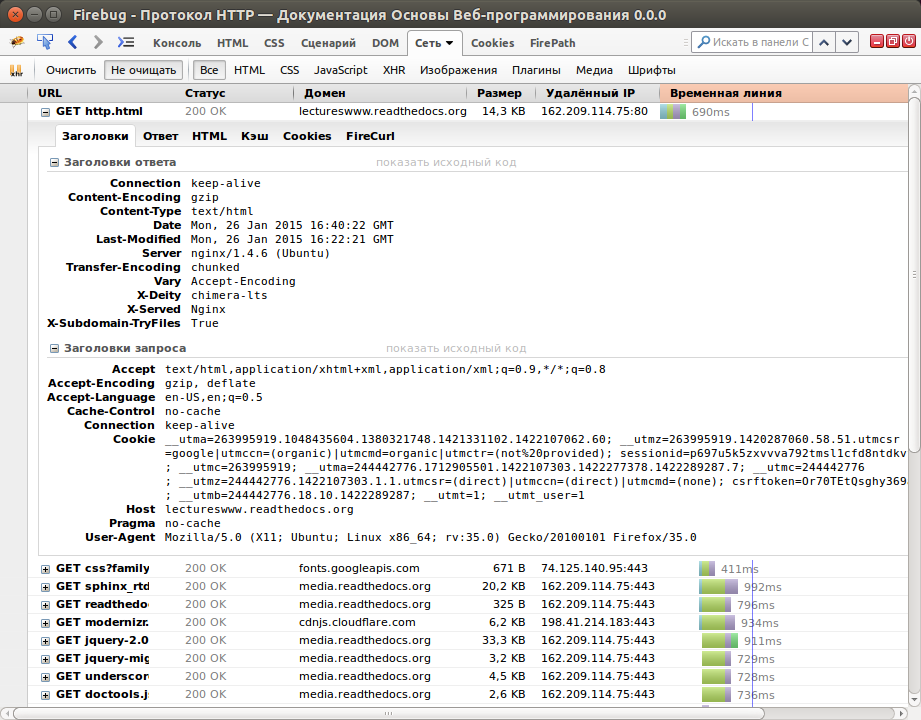 Firebug - Протокол HTTP — Документация Основы Веб-программирования 0.0.0
Консоль HTML CSS Сценарий DOM Сеть Cookies FirePath Искать в панели С
xhr Очистить Не очищать Все HTML CSS JavaScript XHR Изображения Плагины Медиа Шрифты
URL Статус Домен Размер Удалённый IP Временная линия
GET http.html 200 OK lectureswww.readthedocs.org 14,3 KB 162.209.114.75:80 690ms
Заголовки Ответ HTML Кэш Cookies FireCurl
Заголовки ответа показать исходный код
Connection keep-alive
Content-Encoding gzip
Content-Type text/html
Date Mon, 26 Jan 2015 16:40:22 GMT
Last-Modified Mon, 26 Jan 2015 16:22:21 GMT
Server nginx/1.4.6 (Ubuntu)
Transfer-Encoding chunked
Vary Accept-Encoding
X-Deity chimera-lts
X-Served Nginx
X-Subdomain-TryFiles True
Заголовки запроса показать исходный код
Accept text/html,application/xhtml+xml,application/xml;q=0.9,*/*;q=0.8
Accept-Encoding gzip, deflate
Accept-Language en-US,en;q=0.5
Cache-Control no-cache
Connection keep-alive
Cookie __utma=263995919.1048435604.1380321748.1421331102.1422107062.60; __utmz=263995919.1420287060.58.51.utmcsr
=google|utmccn=(organic)|utmcmd=organic|utmctr=(not%20provided); sessionid=p697u5k5zxvvva792tmsl1cfd8ntdkv
; __utmc=263995919; __utma=244442776.1712905501.1422107303.1422277378.1422289287.7; __utmc=244442776
; __utmz=244442776.1422107303.1.1.utmcsr=(direct)|utmccn=(direct)|utmcmd=(none); csrftoken=Or70TEtQsghy369
; __utmb=244442776.18.10.1422289287; __utmt=1; __utmt_user=1
Host lectureswww.readthedocs.org
Pragma no-cache
User-Agent Mozilla/5.0 (X11; Ubuntu; Linux x86_64; rv:35.0) Gecko/20100101 Firefox/35.0
GET css?family 200 OK fonts.googleapis.com 671 B 74.125.140.95:443 411ms
GET sphinx_rtd 200 OK media.readthedocs.org 20,2 KB 162.209.114.75:443 992ms
GET readthedo 200 OK media.readthedocs.org 325 B 162.209.114.75:443 796ms
GET modernizr. 200 OK cdnjs.cloudflare.com 6,2 KB 198.41.214.183:443 934ms
GET jquery-2.0 200 OK media.readthedocs.org 33,3 KB 162.209.114.75:443 911ms
GET jquery-mig 200 OK media.readthedocs.org 3,2 KB 162.209.114.75:443 729ms
GET underscor 200 OK media.readthedocs.org 4,5 KB 162.209.114.75:443 728ms
GET doctools.j 200 OK media.readthedocs.org 2,6 KB 162.209.114.75:443 736ms